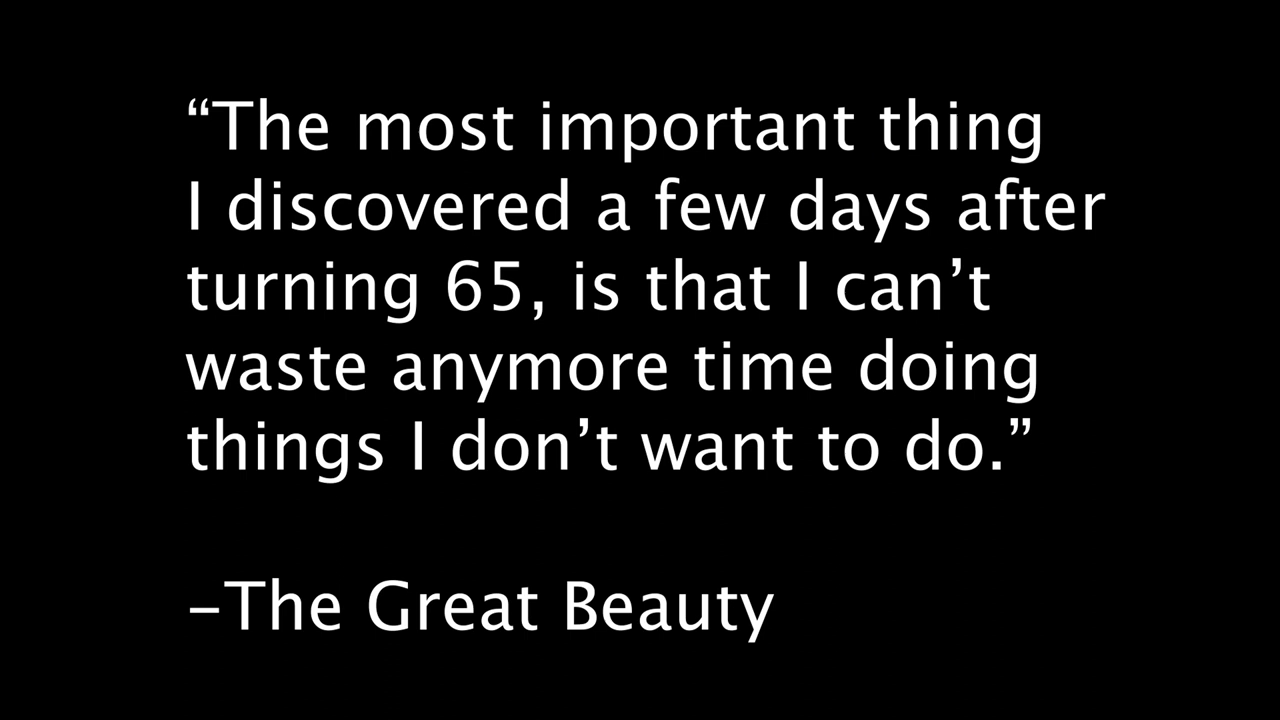 “The most important thing
I discovered a few days after
turning 65, is that I can’t
waste anymore time doing
things I don’t want to do.”
–The Great Beauty